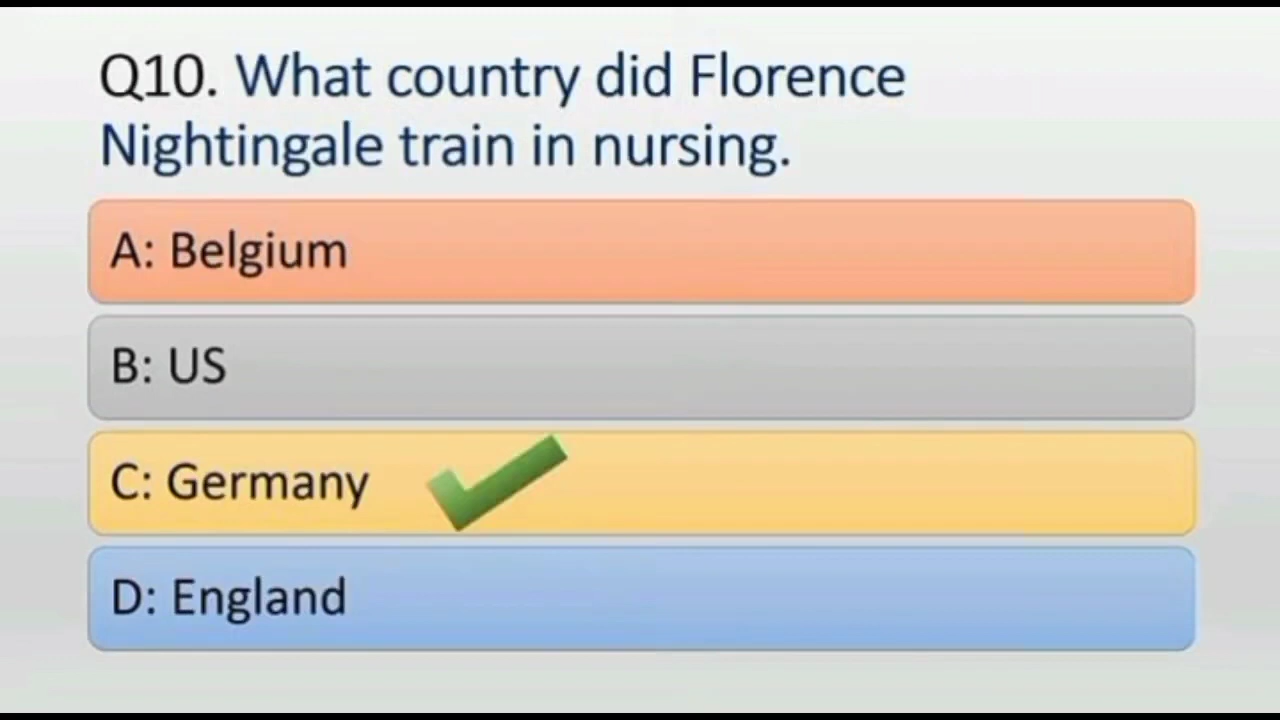 Q10. What country did Florence
Nightingale train in nursing.
A: Belgium
B: US
C: Germany
D: England